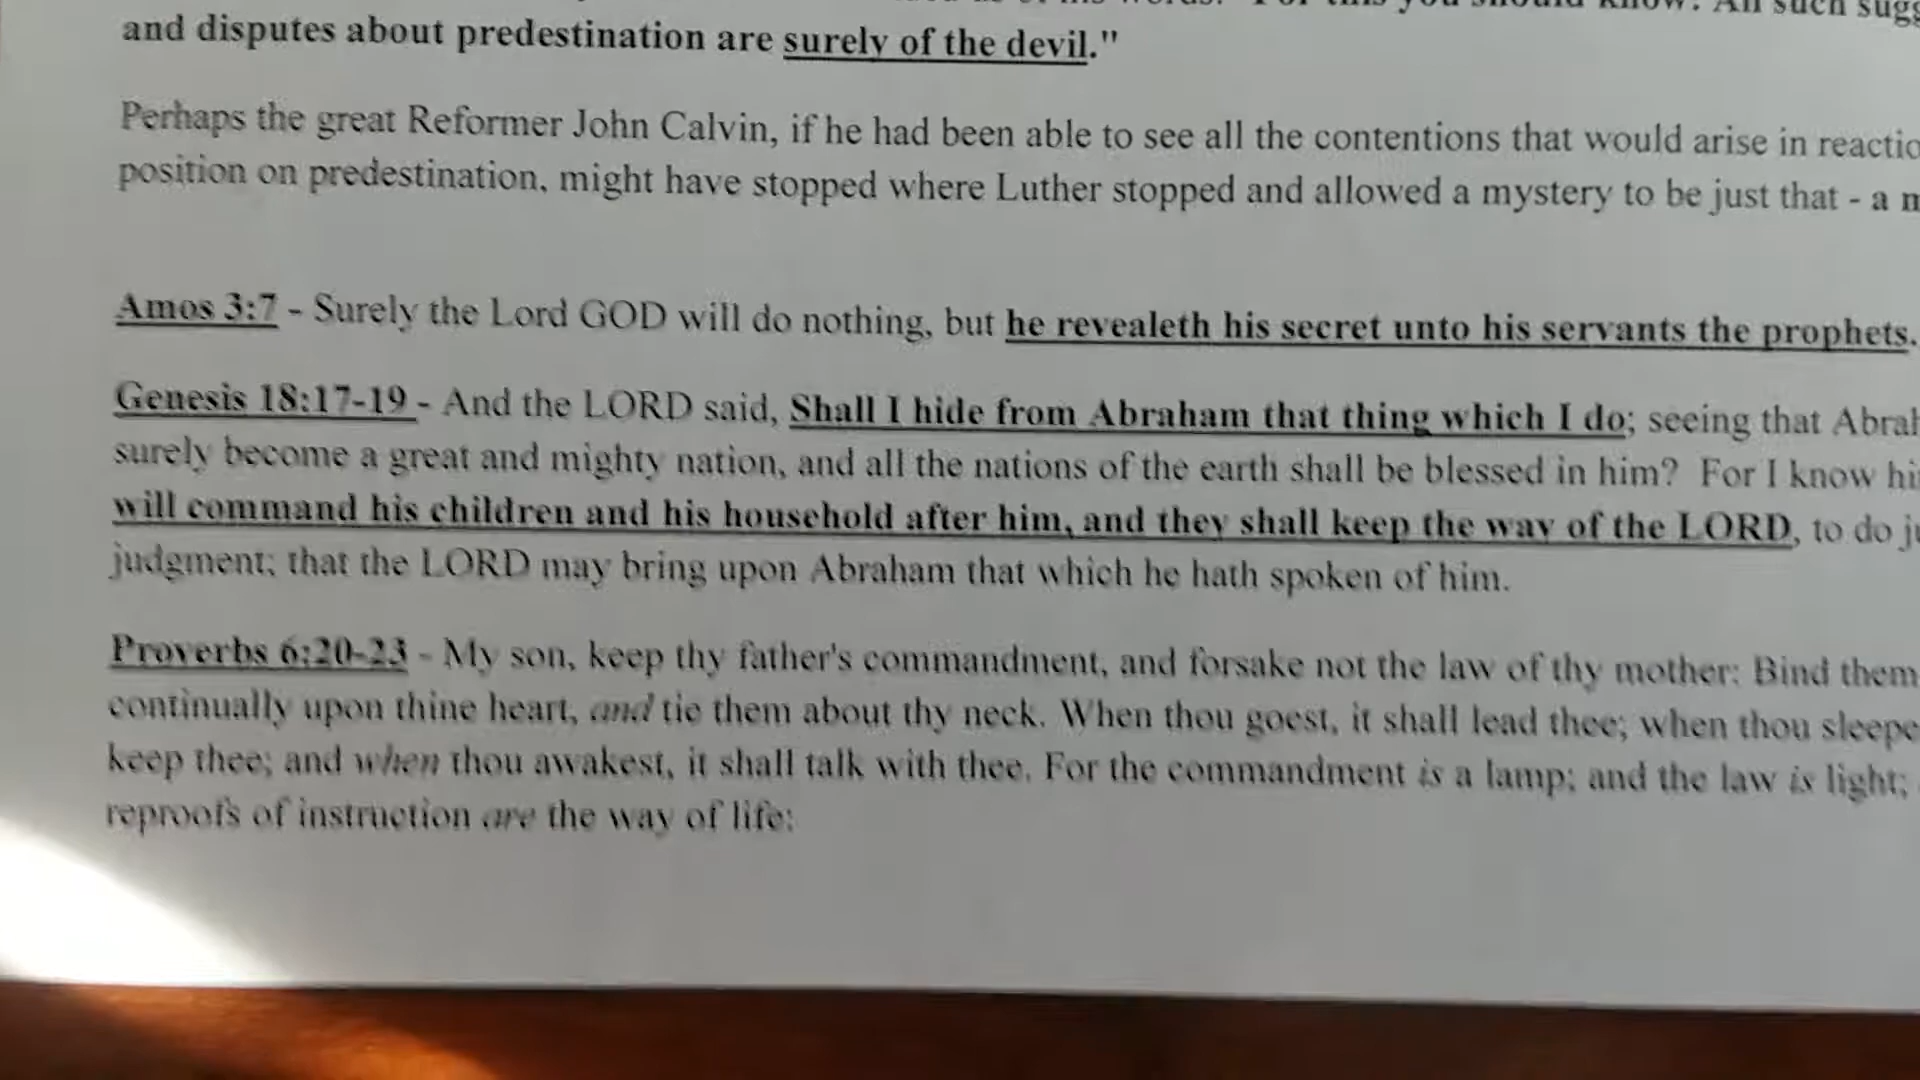 For this you should know: All such
and disputes about predestination are surely of the devil."
Perhaps the great Reformer John Calvin, if he had been able to see all the contentions that would arise in
position on predestination, might have stopped where Luther stopped and allowed a mystery to be just that - a
Amos 3:7 - Surely the Lord GOD will do nothing, but he revealeth his secret unto his servants the prophets.
Genesis 18:17-19 - And the LORD said, Shall I hide from Abraham that thing which I do; seeing that
surely become a great and mighty nation, and all the nations of the earth shall be blessed in him? For I know
will command his children and his household after him, and they shall keep the way of the LORD, to do
judgment; that the LORD may bring upon Abraham that which he hath spoken of him.
Proverbs 6:20-23 - My son, keep thy father's commandment, and forsake not the law of thy mother: Bind them
continually upon thine heart, and tie them about thy neck. When thou goest, it shall lead thee; when thou
keep thee; and when thou awakest, it shall talk with thee. For the commandment is a lamp; and the law is light;
reproofs of instruction are the way of life: